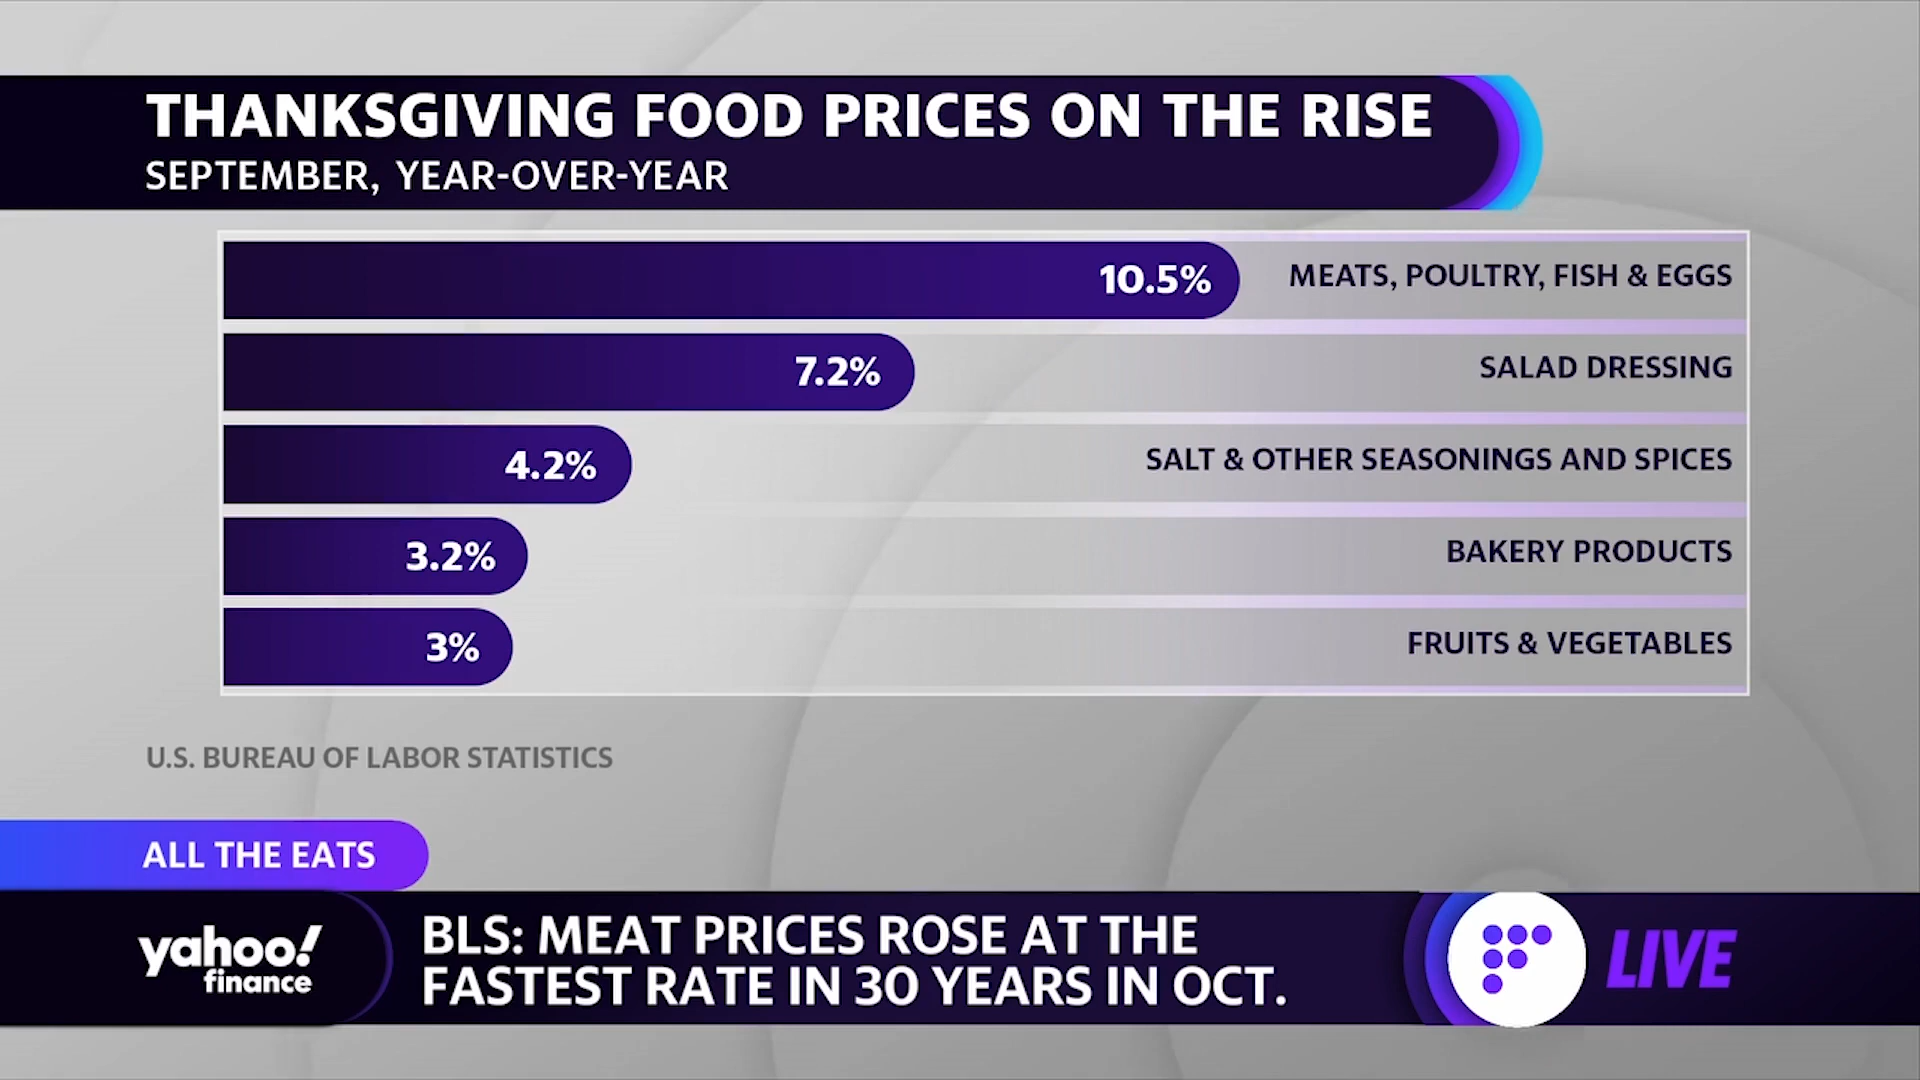 THANKSGIVING FOOD PRICES ON THE RISE
SEPTEMBER, YEAR-OVER-YEAR
10.5% MEATS, POULTRY, FISH & EGGS
7.2% SALAD DRESSING
4.2% SALT & OTHER SEASONINGS AND SPICES
3.2% BAKERY PRODUCTS
3% FRUITS & VEGETABLES
U.S. BUREAU OF LABOR STATISTICS
ALL THE EATS
yahoo!
finance
BLS: MEAT PRICES ROSE AT THE
FASTEST RATE IN 30 YEARS IN OCT.
LIVE